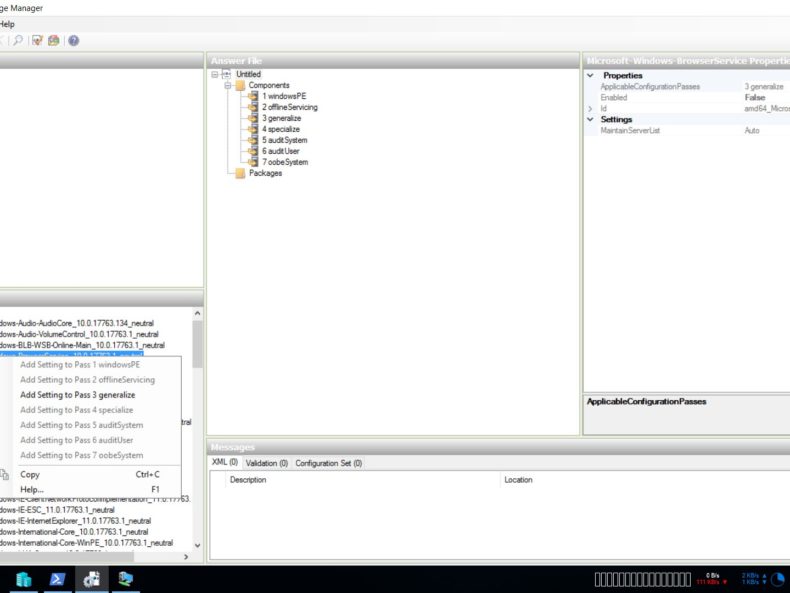 ge Manager
Help
Answer File
Untitled
Components
1 windowsPE
2 offlineServicing
3 generalize
4 specialize
5 auditSystem
6 auditUser
7 oobeSystem
Packages
Microsoft-Windows-BrowserService Propertie
Properties
ApplicableConfigurationPasses 3 generalize
Enabled False
Id amd64_Micros
Settings
MaintainServerList Auto
ApplicableConfigurationPasses
dows-Audio-AudioCore_10.0.17763.134_neutral
dows-Audio-VolumeControl_10.0.17763.1_neutral
dows-BLB-WSB-Online-Main_10.0.17763.1_neutral
dows-BrowserService_10.0.17763.1_neutral
Add Setting to Pass 1 windowsPE
Add Setting to Pass 2 offlineServicing
Add Setting to Pass 3 generalize
Add Setting to Pass 4 specialize
Add Setting to Pass 5 auditSystem
Add Setting to Pass 6 auditUser
Add Setting to Pass 7 oobeSystem
Copy Ctrl+C
Help... F1
tral
dows-IE-ClientNetworkProtocolImplementation_11.0.17763.
dows-IE-ESC_11.0.17763.1_neutral
dows-IE-InternetExplorer_11.0.17763.1_neutral
dows-International-Core_10.0.17763.1_neutral
dows-International-Core-WinPE_10.0.17763.1_neutral
Messages
XML (0) Validation (0) Configuration Set (0)
Description Location
0 B/s
111 KB/s
2 KB/s
1 KB/s